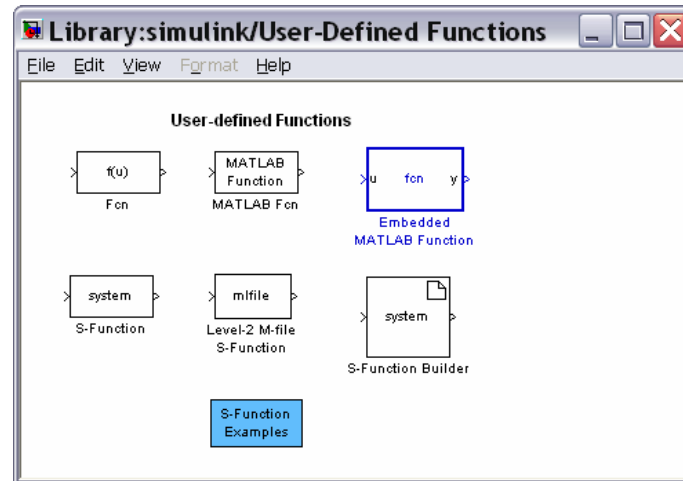 Library:simulink/User-Defined Functions
File Edit View Format Help
User-defined Functions
f(u)
Fcn
MATLAB
Function
MATLAB Fcn
u fcn y
Embedded
MATLAB Function
system
S-Function
mlfile
Level-2 M-file
S-Function
system
S-Function Builder
S-Function
Examples